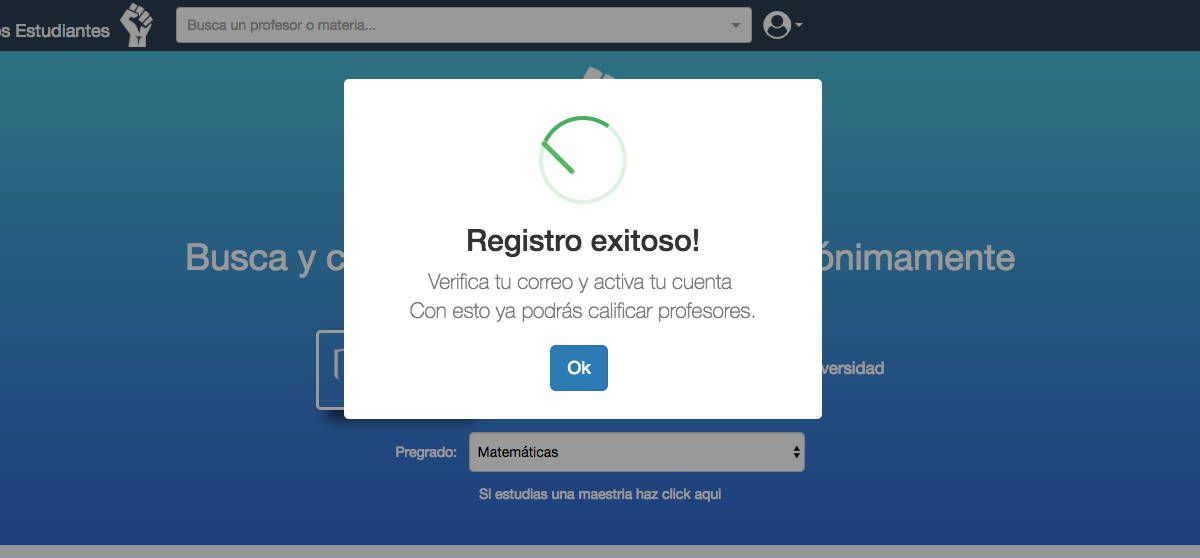 os Estudiantes
Busca un profesor o materia...
Registro exitoso!
Busca y c
ónimamente
Verifica tu correo y activa tu cuenta
Con esto ya podrás calificar profesores.
Ok
versidad
Pregrado:
Matemáticas
Si estudias una maestria haz click aqui